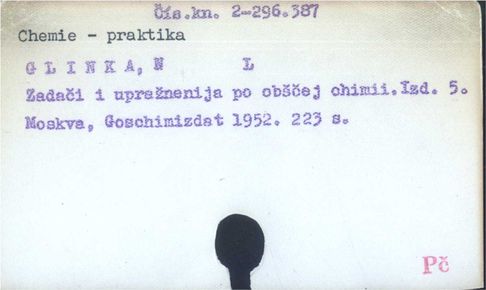 Čís.kn. 2-296.387
Chemie - praktika
G L I N K A, N L
Zadači i upražnenija po obščej chimii. Izd. 5.
Moskva, Goschimizdat 1952. 223 s.
Pč